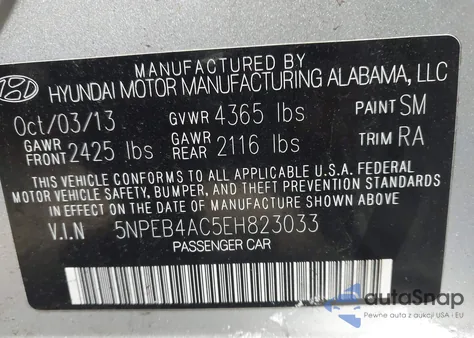 MANUFACTURED BY
HYUNDAI MOTOR MANUFACTURING ALABAMA, LLC
Oct/03/13 GVWR 4365 lbs PAINT SM
GAWR FRONT 2425 lbs GAWR REAR 2116 lbs TRIM RA
THIS VEHICLE CONFORMS TO ALL APPLICABLE U.S.A. FEDERAL
MOTOR VEHICLE SAFETY, BUMPER, AND THEFT PREVENTION
STANDARDS IN EFFECT ON THE DATE OF MANUFACTURE SHOWN ABOVE
V.I.N 5NPEB4AC5EH823033
PASSENGER CAR
autoSnap
Pewne auta z aukcji USA i EU